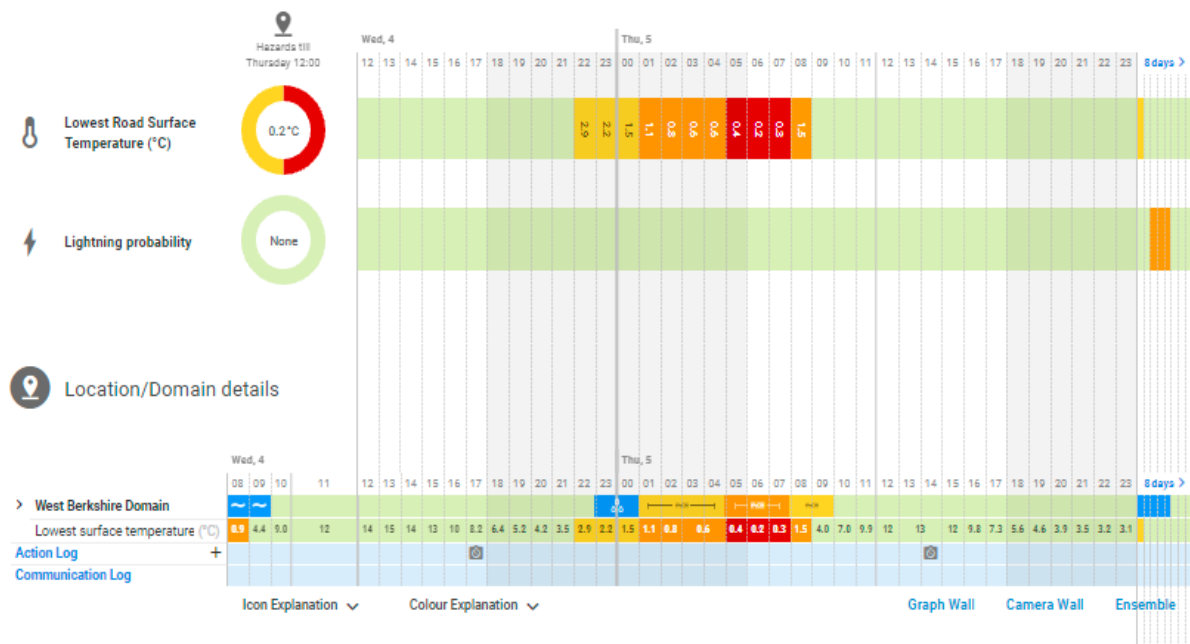 Hazards till
Thursday 12:00
Wed, 4
Thu, 5
12 13 14 15 16 17 18 19 20 21 22 23 00 01 02 03 04 05 06 07 08 09 10 11 12 13 14 15 16 17 18 19 20 21 22 23 8 days >
Lowest Road Surface
Temperature (°C)
0.2°C
2.9 2.2 1.5 1.1 0.8 0.6 0.6 0.4 0.2 0.3 1.5
Lightning probability
None
Location/Domain details
Wed, 4
Thu, 5
08 09 10 11 12 13 14 15 16 17 18 19 20 21 22 23 00 01 02 03 04 05 06 07 08 09 10 11 12 13 14 15 16 17 18 19 20 21 22 23 8 days >
> West Berkshire Domain
Lowest surface temperature (°C) 0.9 4.4 9.0 12 14 15 14 13 10 8.2 6.4 5.2 4.2 3.5 2.9 2.2 1.5 1.1 0.8 0.6 0.4 0.2 0.3 1.5 4.0 7.0 9.9 12 13 12 9.8 7.3 5.6 4.6 3.9 3.5 3.2 3.1
Action Log +
Communication Log
Icon Explanation
Colour Explanation
Graph Wall
Camera Wall
Ensemble